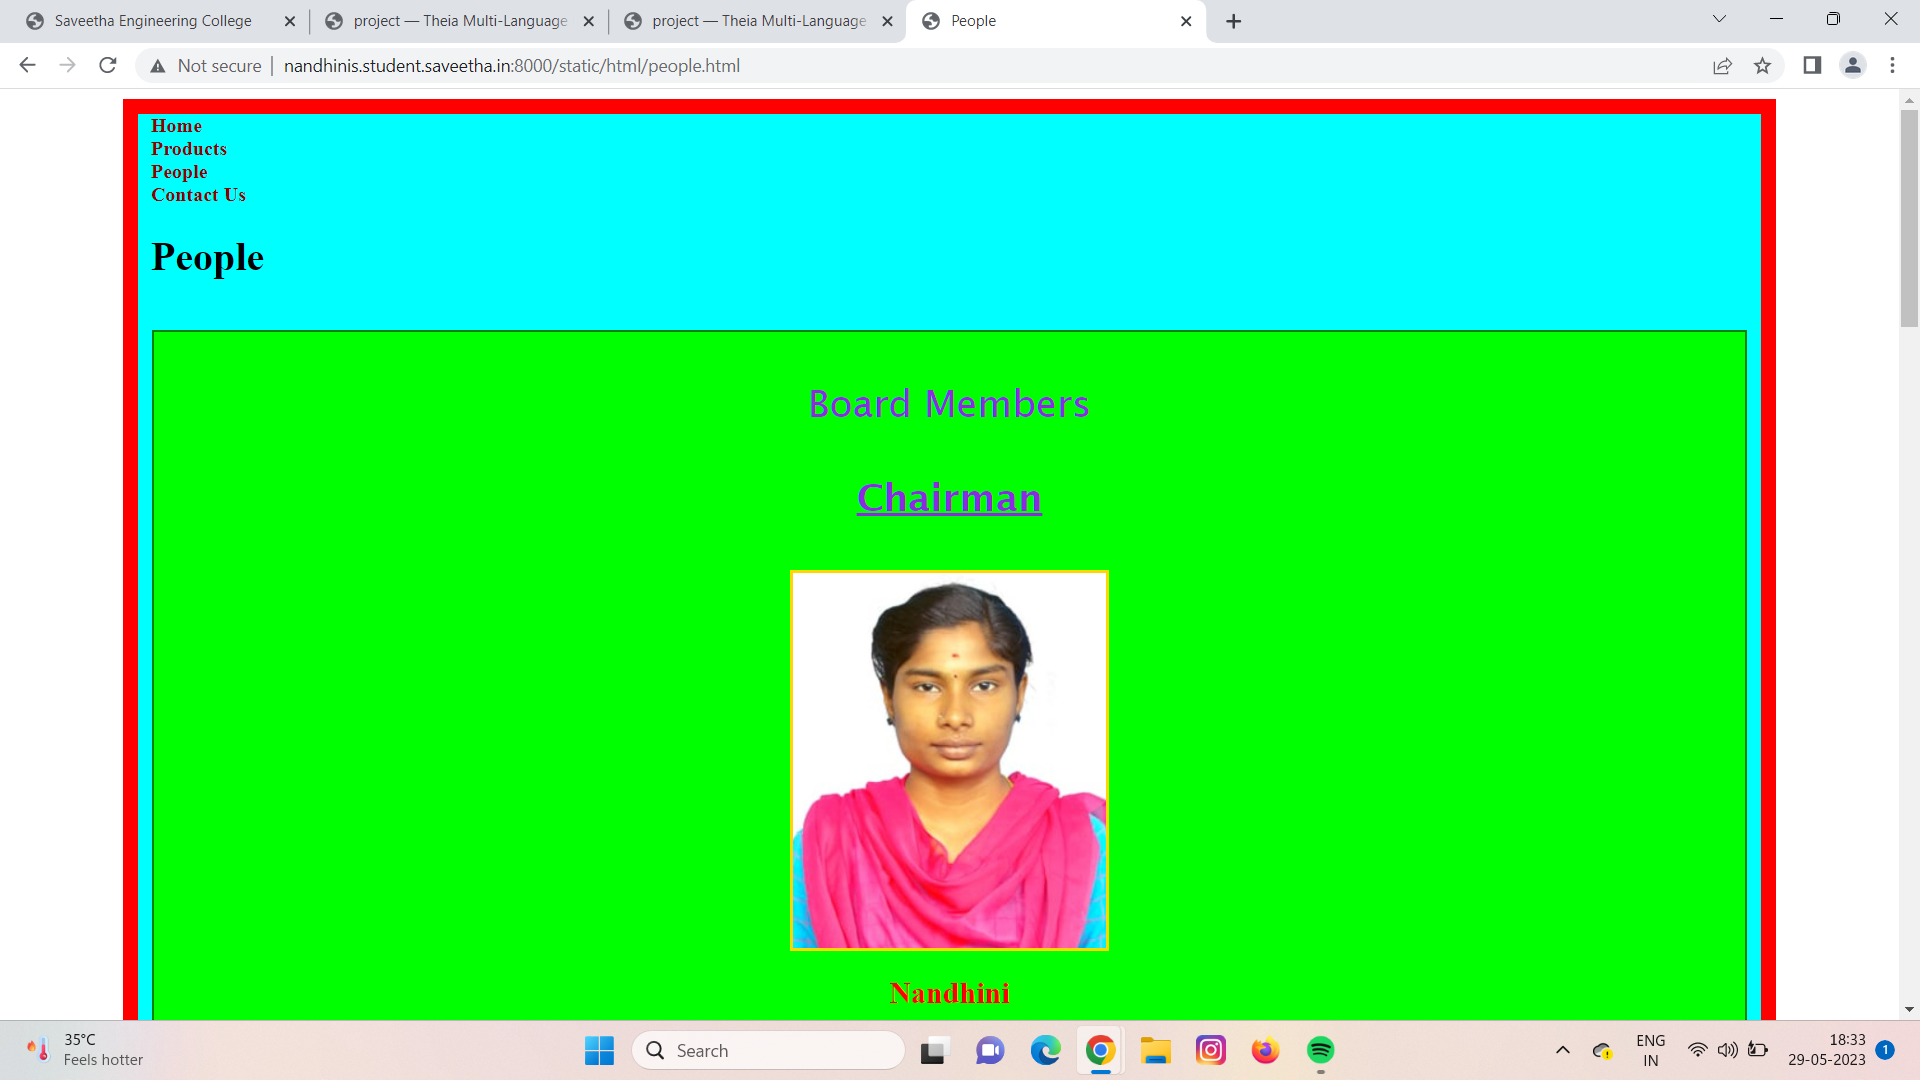 Saveetha Engineering College
project — Theia Multi-Language
project — Theia Multi-Language
People
Not secure
nandhinis.student.saveetha.in:8000/static/html/people.html
Home
Products
People
Contact Us
People
Board Members
Chairman
Nandhini
35°C
Feels hotter
Search
ENG
IN
18:33
29-05-2023
1